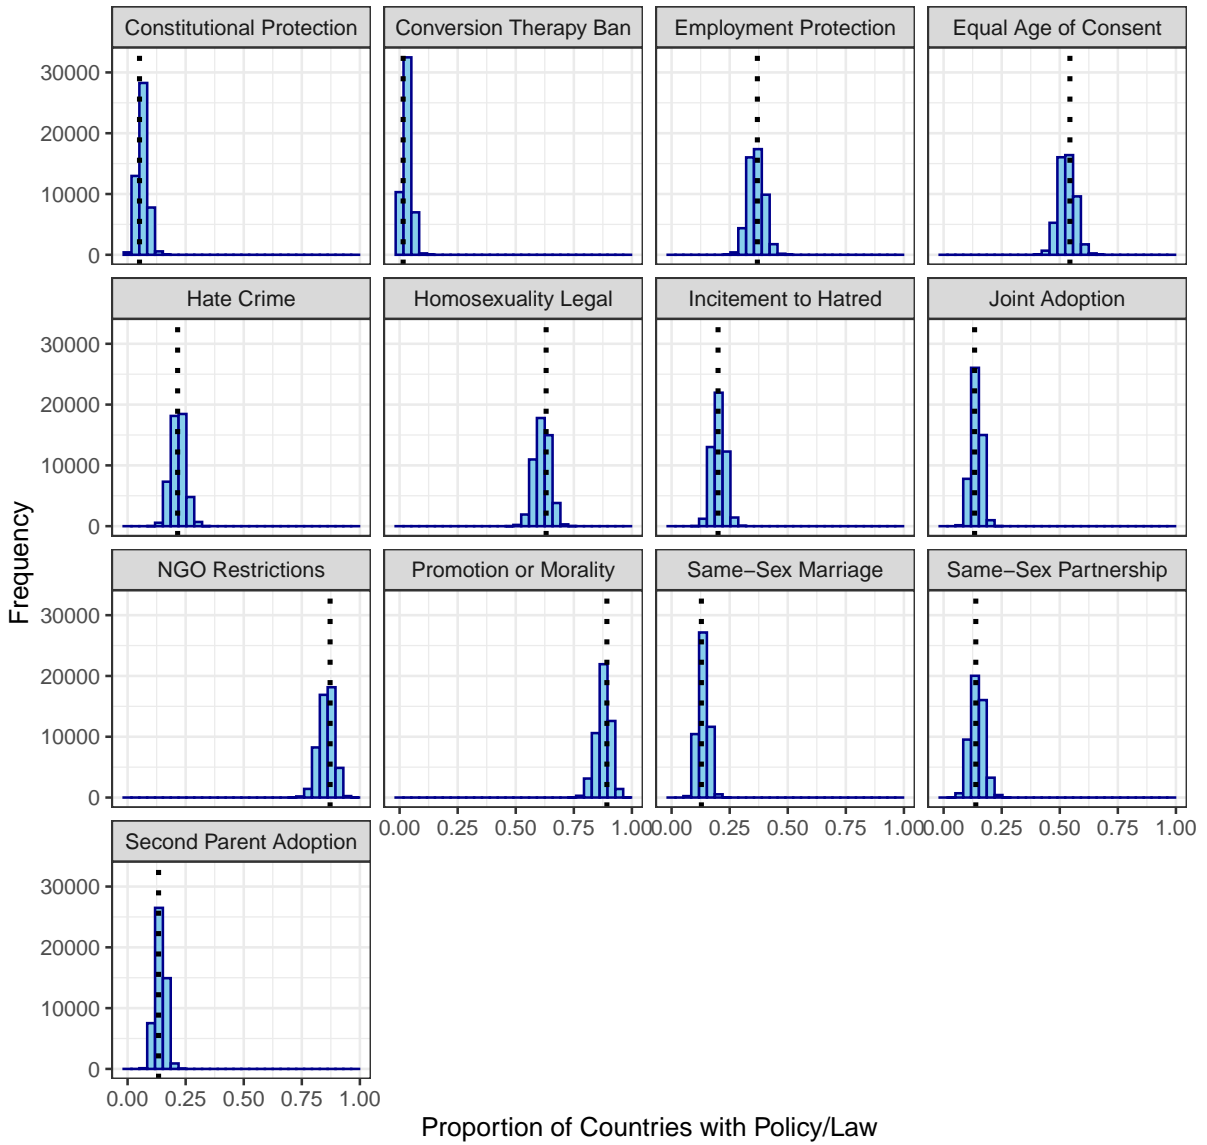 Constitutional Protection Conversion Therapy Ban Employment Protection Equal Age of Consent
30000
20000
10000
0
Hate Crime Homosexuality Legal Incitement to Hatred Joint Adoption
30000
20000
10000
0
Frequency
NGO Restrictions Promotion or Morality Same−Sex Marriage Same−Sex Partnership
30000
20000
10000
0
0.00 0.25 0.50 0.75 1.00 0.00 0.25 0.50 0.75 1.00 0.00 0.25 0.50 0.75 1.00
Second Parent Adoption
30000
20000
10000
0
0.00 0.25 0.50 0.75 1.00
Proportion of Countries with Policy/Law